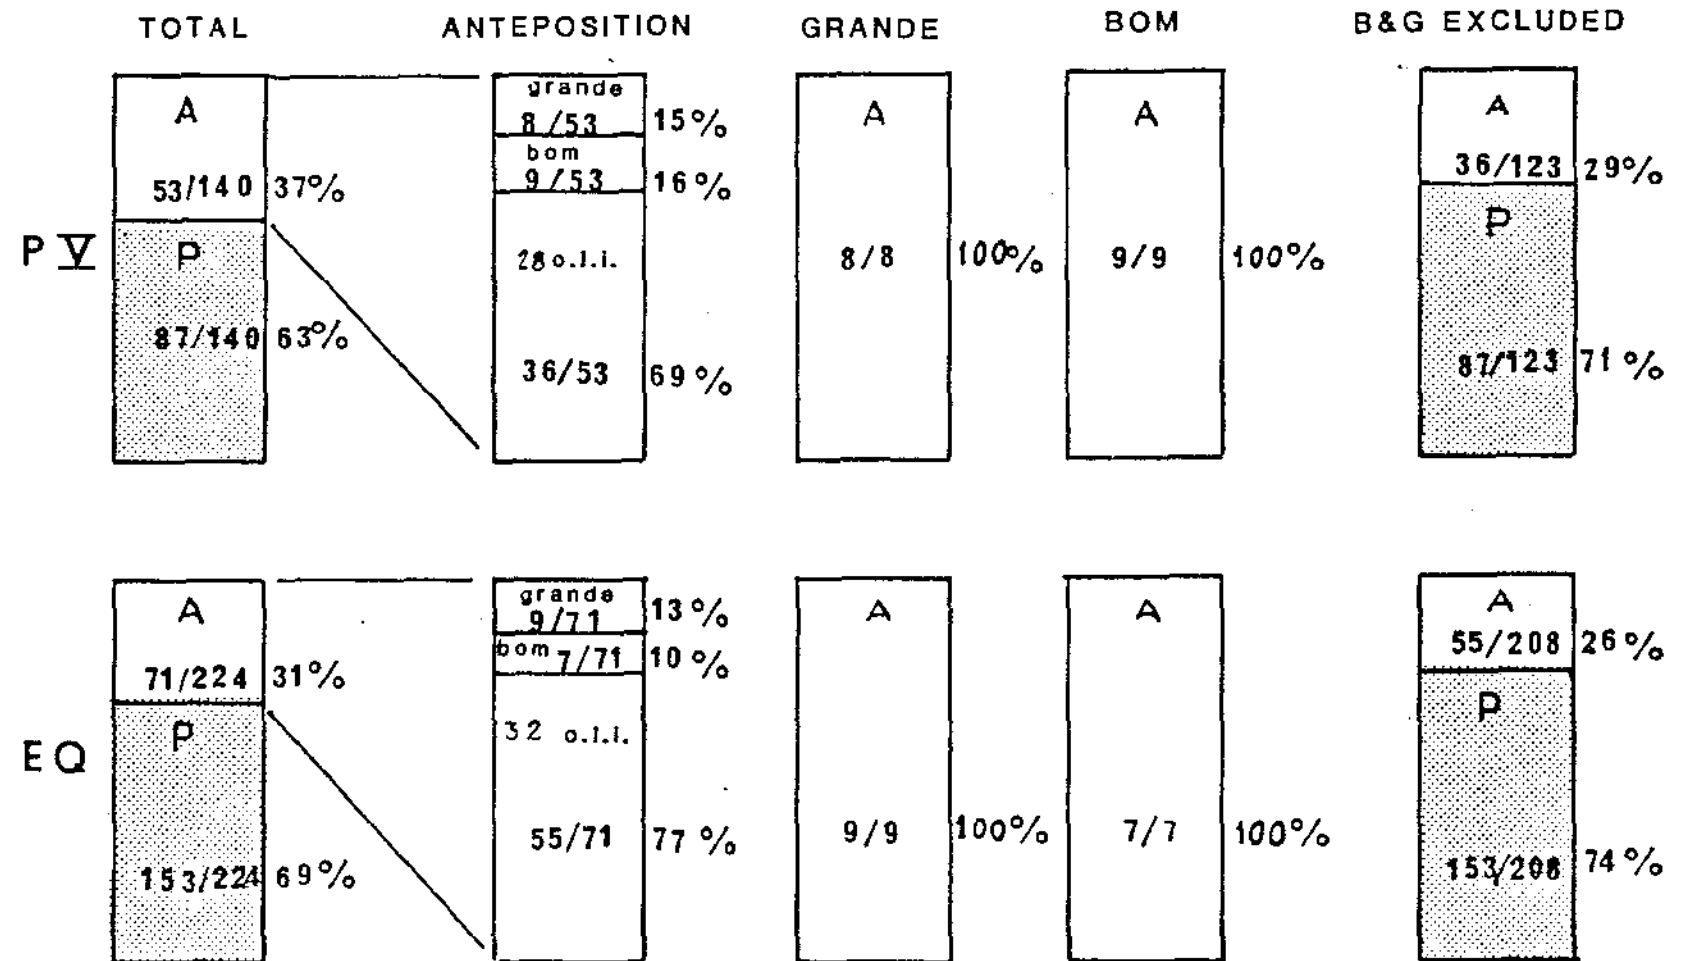 TOTAL ANTEPOSITION GRANDE BOM B&G EXCLUDED
P V
A
53/140 37%
P
87/140 63%
grande
8/53 15%
bom
9/53 16%
28 o.l.i.
36/53 69%
A
8/8 100%
A
9/9 100%
A
36/123 29%
P
87/123 71%
EQ
A
71/224 31%
P
153/224 69%
grande
9/71 13%
bom 7/71 10%
32 o.l.i.
55/71 77%
A
9/9 100%
A
7/7 100%
A
55/208 26%
P
153/208 74%